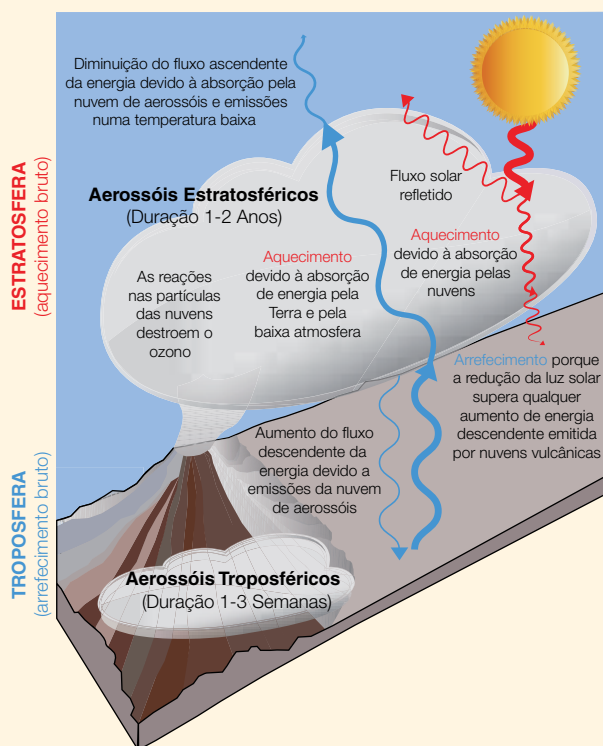 Diminuição do fluxo ascendente
da energia devido à absorção pela
nuvem de aerossóis e emissões
numa temperatura baixa
ESTRATOSFERA
(aquecimento bruto)
Aerossóis Estratosféricos
(Duração 1-2 Anos)
Fluxo solar
refletido
As reações
nas partículas
das nuvens
destroem o
ozono
Aquecimento
devido à absorção
de energia pela
Terra e pela
baixa atmosfera
Aquecimento
devido à absorção
de energia pelas
nuvens
Arrefecimento porque
a redução da luz solar
supera qualquer
aumento de energia
descendente emitida
por nuvens vulcânicas
Aumento do fluxo
descendente da
energia devido a
emissões da nuvem
de aerossóis
TROPOSFERA
(arrefecimento bruto)
Aerossóis Troposféricos
(Duração 1-3 Semanas)